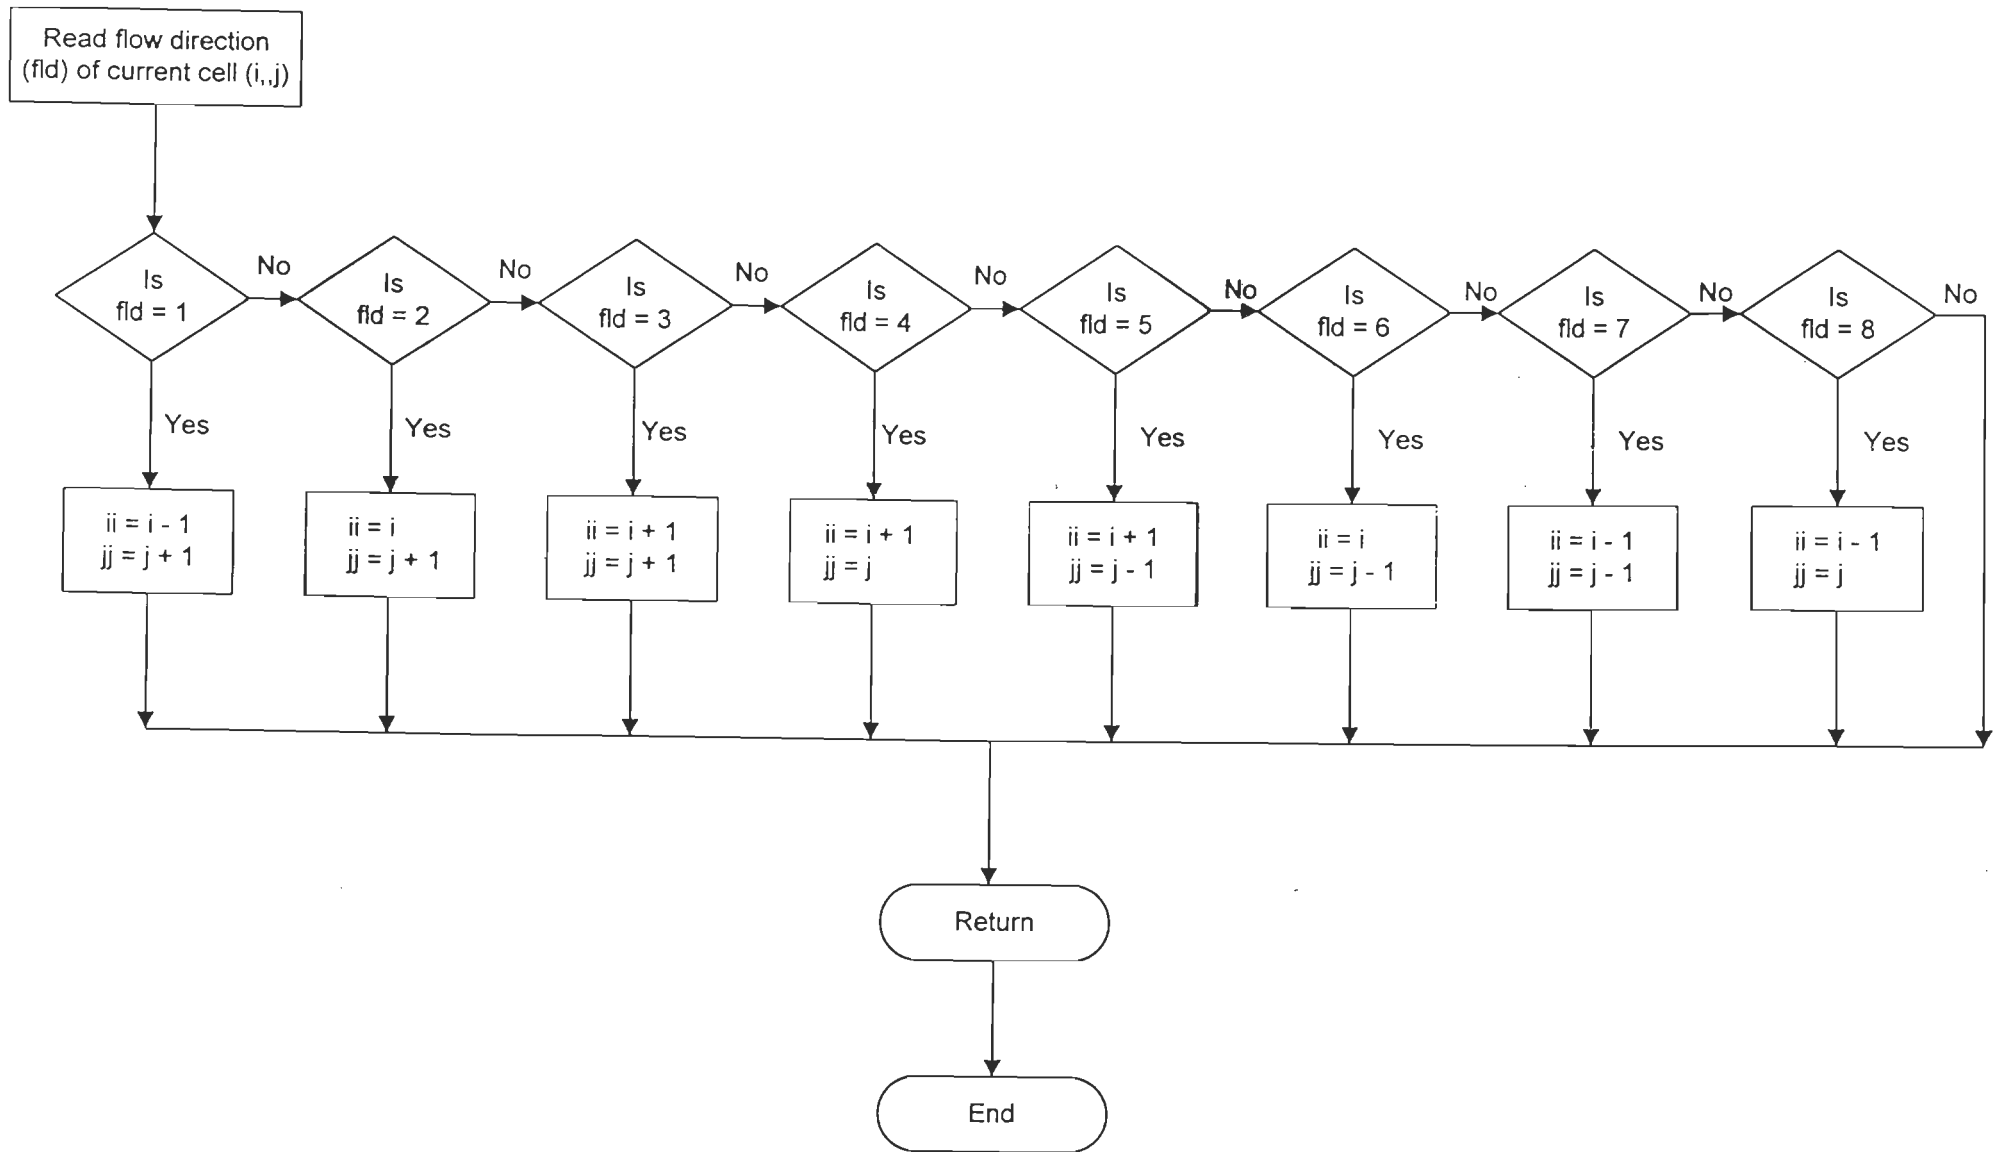 Read flow direction
(fld) of current cell (i,,j)
Is
fld = 1
No
Is
fld = 2
No
Is
fld = 3
No
Is
fld = 4
No
Is
fld = 5
No
Is
fld = 6
No
Is
fld = 7
No
Is
fld = 8
No
Yes
Yes
Yes
Yes
Yes
Yes
Yes
Yes
ii = i - 1
jj = j + 1
ii = i
jj = j + 1
ii = i + 1
jj = j + 1
ii = i + 1
jj = j
ii = i + 1
jj = j - 1
ii = i
jj = j - 1
ii = i - 1
jj = j - 1
ii = i - 1
jj = j
Return
End